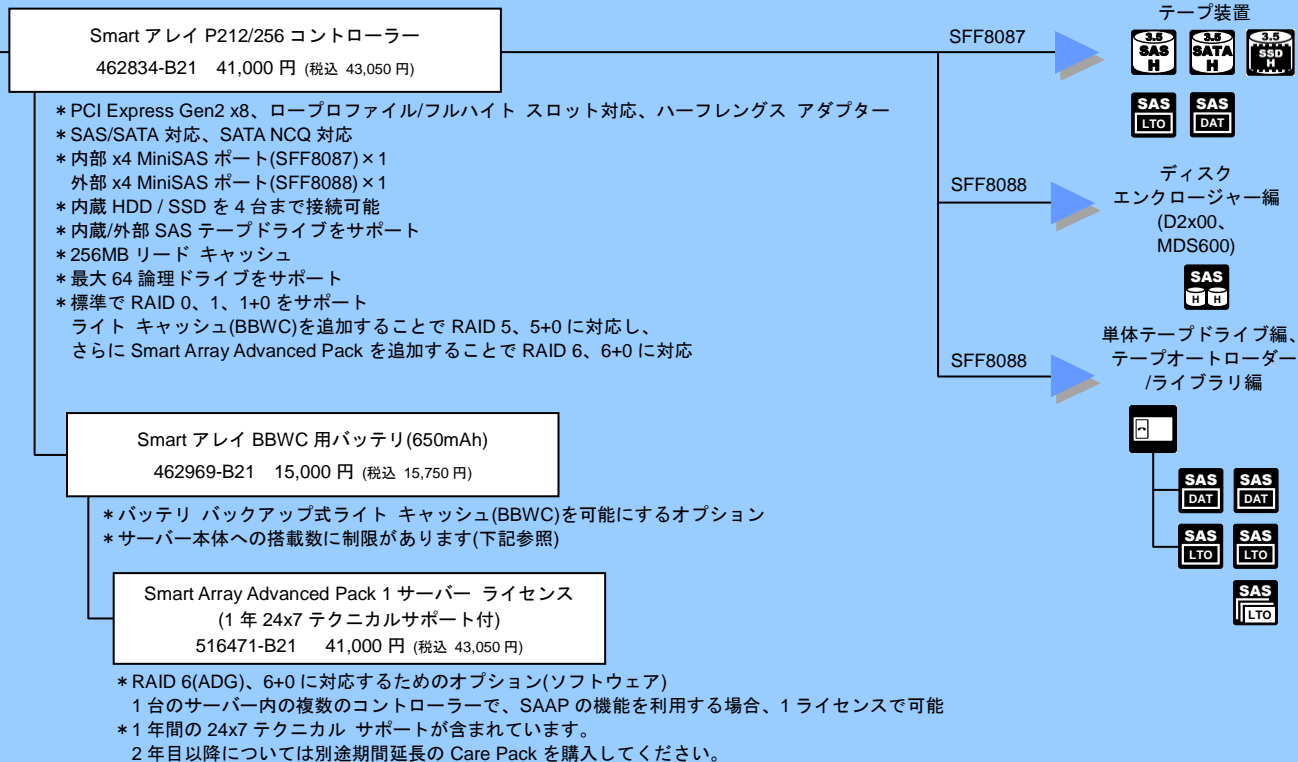 Smart アレイ P212/256 コントローラー
462834-B21 41,000 円 (税込 43,050 円)
＊PCI Express Gen2 x8、ロープロファイル/フルハイト スロット対応、ハーフレングス アダプター
＊SAS/SATA 対応、SATA NCQ 対応
＊内部 x4 MiniSAS ポート(SFF8087)×1
外部 x4 MiniSAS ポート(SFF8088)×1
＊内蔵 HDD / SSD を 4 台まで接続可能
＊内蔵/外部 SAS テープドライブをサポート
＊256MB リード キャッシュ
＊最大 64 論理ドライブをサポート
＊標準で RAID 0、1、1+0 をサポート
ライト キャッシュ(BBWC)を追加することで RAID 5、5+0 に対応し、
さらに Smart Array Advanced Pack を追加することで RAID 6、6+0 に対応
Smart アレイ BBWC 用バッテリ(650mAh)
462969-B21 15,000 円 (税込 15,750 円)
＊バッテリ バックアップ式ライト キャッシュ(BBWC)を可能にするオプション
＊サーバー本体への搭載数に制限があります(下記参照)
Smart Array Advanced Pack 1 サーバー ライセンス
(1 年 24x7 テクニカルサポート付)
516471-B21 41,000 円 (税込 43,050 円)
＊RAID 6(ADG)、6+0 に対応するためのオプション(ソフトウェア)
1 台のサーバー内の複数のコントローラーで、SAAP の機能を利用する場合、1 ライセンスで可能
＊1 年間の 24x7 テクニカル サポートが含まれています。
2 年目以降については別途期間延長の Care Pack を購入してください。
SFF8087
テープ装置
3.5 SAS H
3.5 SATA H
3.5 SSD H
SAS LTO
SAS DAT
SFF8088
ディスク
エンクロージャー編
(D2x00、
MDS600)
SAS H H
SFF8088
単体テープドライブ編、
テープオートローダー
/ライブラリ編
SAS DAT
SAS DAT
SAS LTO
SAS LTO
SAS LTO